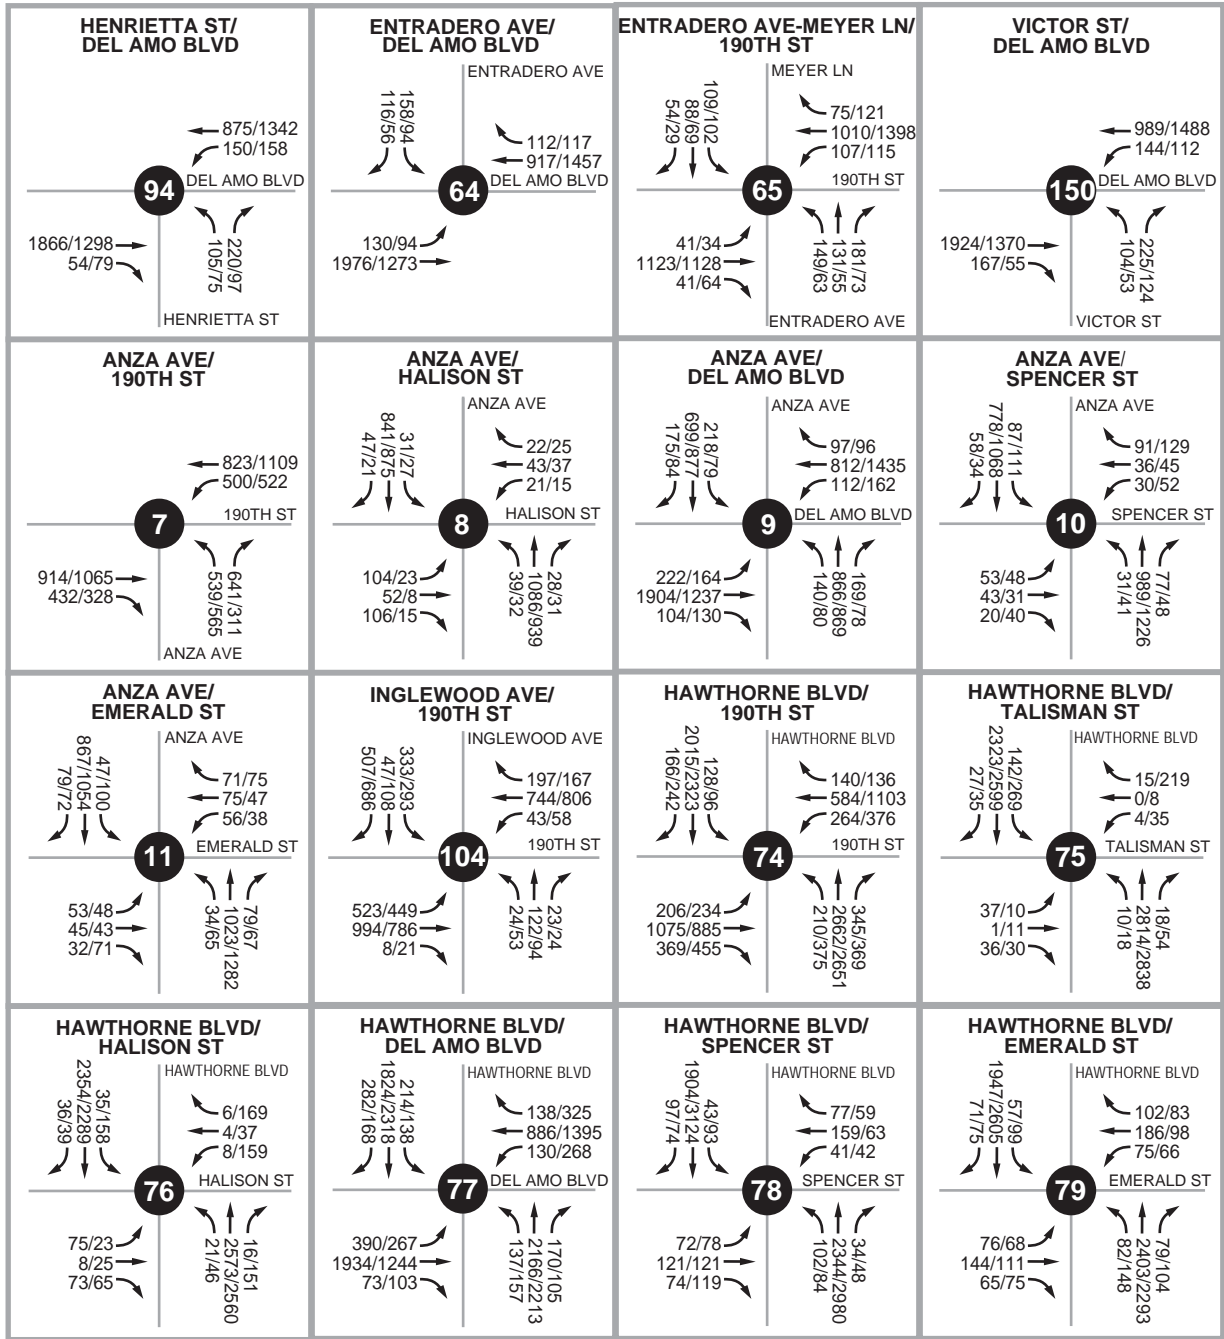 HENRIETTA ST/
DEL AMO BLVD
875/1342
150/158
94
DEL AMO BLVD
1866/1298
54/79
105/75
220/97
HENRIETTA ST
ENTRADERO AVE/
DEL AMO BLVD
ENTRADERO AVE
116/56
158/94
112/117
917/1457
64
DEL AMO BLVD
130/94
1976/1273
ENTRADERO AVE-MEYER LN/
190TH ST
MEYER LN
54/29
88/69
109/102
75/121
1010/1398
107/115
65
190TH ST
41/34
1123/1128
41/64
149/63
131/55
181/73
ENTRADERO AVE
VICTOR ST/
DEL AMO BLVD
989/1488
144/112
150
DEL AMO BLVD
1924/1370
167/55
104/53
225/124
VICTOR ST
ANZA AVE/
190TH ST
823/1109
500/522
7
190TH ST
914/1065
432/328
539/565
641/311
ANZA AVE
ANZA AVE/
HALISON ST
ANZA AVE
47/21
841/875
31/27
22/25
43/37
21/15
8
HALISON ST
104/23
52/8
106/15
39/32
1086/939
28/31
ANZA AVE/
DEL AMO BLVD
ANZA AVE
175/84
699/877
218/79
97/96
812/1435
112/162
9
DEL AMO BLVD
222/164
1904/1237
104/130
140/80
866/869
169/78
ANZA AVE/
SPENCER ST
ANZA AVE
58/34
778/1068
87/111
91/129
36/45
30/52
10
SPENCER ST
53/48
43/31
20/40
31/41
989/1226
77/48
ANZA AVE/
EMERALD ST
ANZA AVE
79/72
867/1054
47/100
71/75
75/47
56/38
11
EMERALD ST
53/48
45/43
32/71
34/65
1023/1282
79/67
INGLEWOOD AVE/
190TH ST
INGLEWOOD AVE
507/686
47/108
333/293
197/167
744/806
43/58
104
190TH ST
523/449
994/786
8/21
24/53
122/94
23/24
HAWTHORNE BLVD/
190TH ST
HAWTHORNE BLVD
166/242
2015/2323
128/96
140/136
584/1103
264/376
74
190TH ST
206/234
1075/885
369/455
210/375
2662/2651
345/369
HAWTHORNE BLVD/
TALISMAN ST
HAWTHORNE BLVD
27/35
2323/2599
142/269
15/219
0/8
4/35
75
TALISMAN ST
37/10
1/11
36/30
10/18
2814/2838
18/54
HAWTHORNE BLVD/
HALISON ST
HAWTHORNE BLVD
36/39
2354/2289
35/158
6/169
4/37
8/159
76
HALISON ST
75/23
8/25
73/65
21/46
2573/2560
16/151
HAWTHORNE BLVD/
DEL AMO BLVD
HAWTHORNE BLVD
282/168
1824/2318
214/138
138/325
886/1395
130/268
77
DEL AMO BLVD
390/267
1934/1244
73/103
137/157
2166/2213
170/105
HAWTHORNE BLVD/
SPENCER ST
HAWTHORNE BLVD
97/74
1904/3124
43/93
77/59
159/63
41/42
78
SPENCER ST
72/78
121/121
74/119
102/84
2344/2980
34/48
HAWTHORNE BLVD/
EMERALD ST
HAWTHORNE BLVD
71/75
1947/2605
57/99
102/83
186/98
75/66
79
EMERALD ST
76/68
144/111
65/75
82/148
2403/2293
79/104